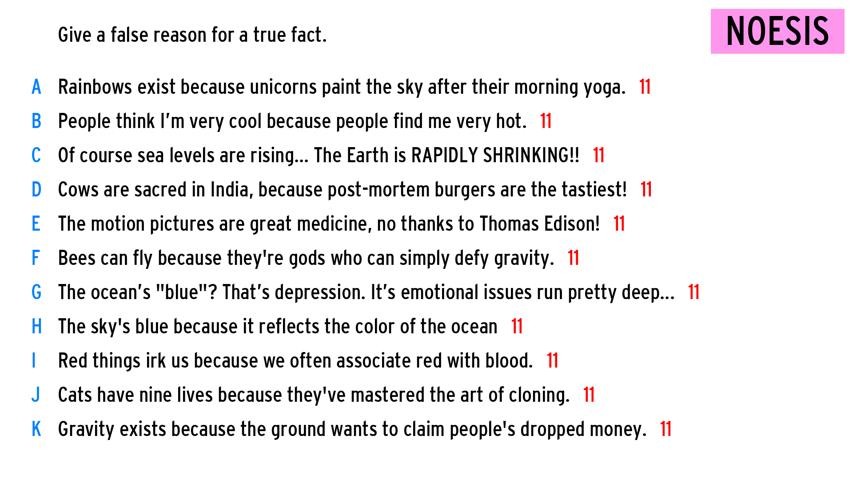 Give a false reason for a true fact.
NOESIS
A Rainbows exist because unicorns paint the sky after their morning yoga. 11
B People think I’m very cool because people find me very hot. 11
C Of course sea levels are rising... The Earth is RAPIDLY SHRINKING!! 11
D Cows are sacred in India, because post-mortem burgers are the tastiest! 11
E The motion pictures are great medicine, no thanks to Thomas Edison! 11
F Bees can fly because they're gods who can simply defy gravity. 11
G The ocean’s "blue"? That’s depression. It’s emotional issues run pretty deep... 11
H The sky's blue because it reflects the color of the ocean 11
I Red things irk us because we often associate red with blood. 11
J Cats have nine lives because they've mastered the art of cloning. 11
K Gravity exists because the ground wants to claim people's dropped money. 11